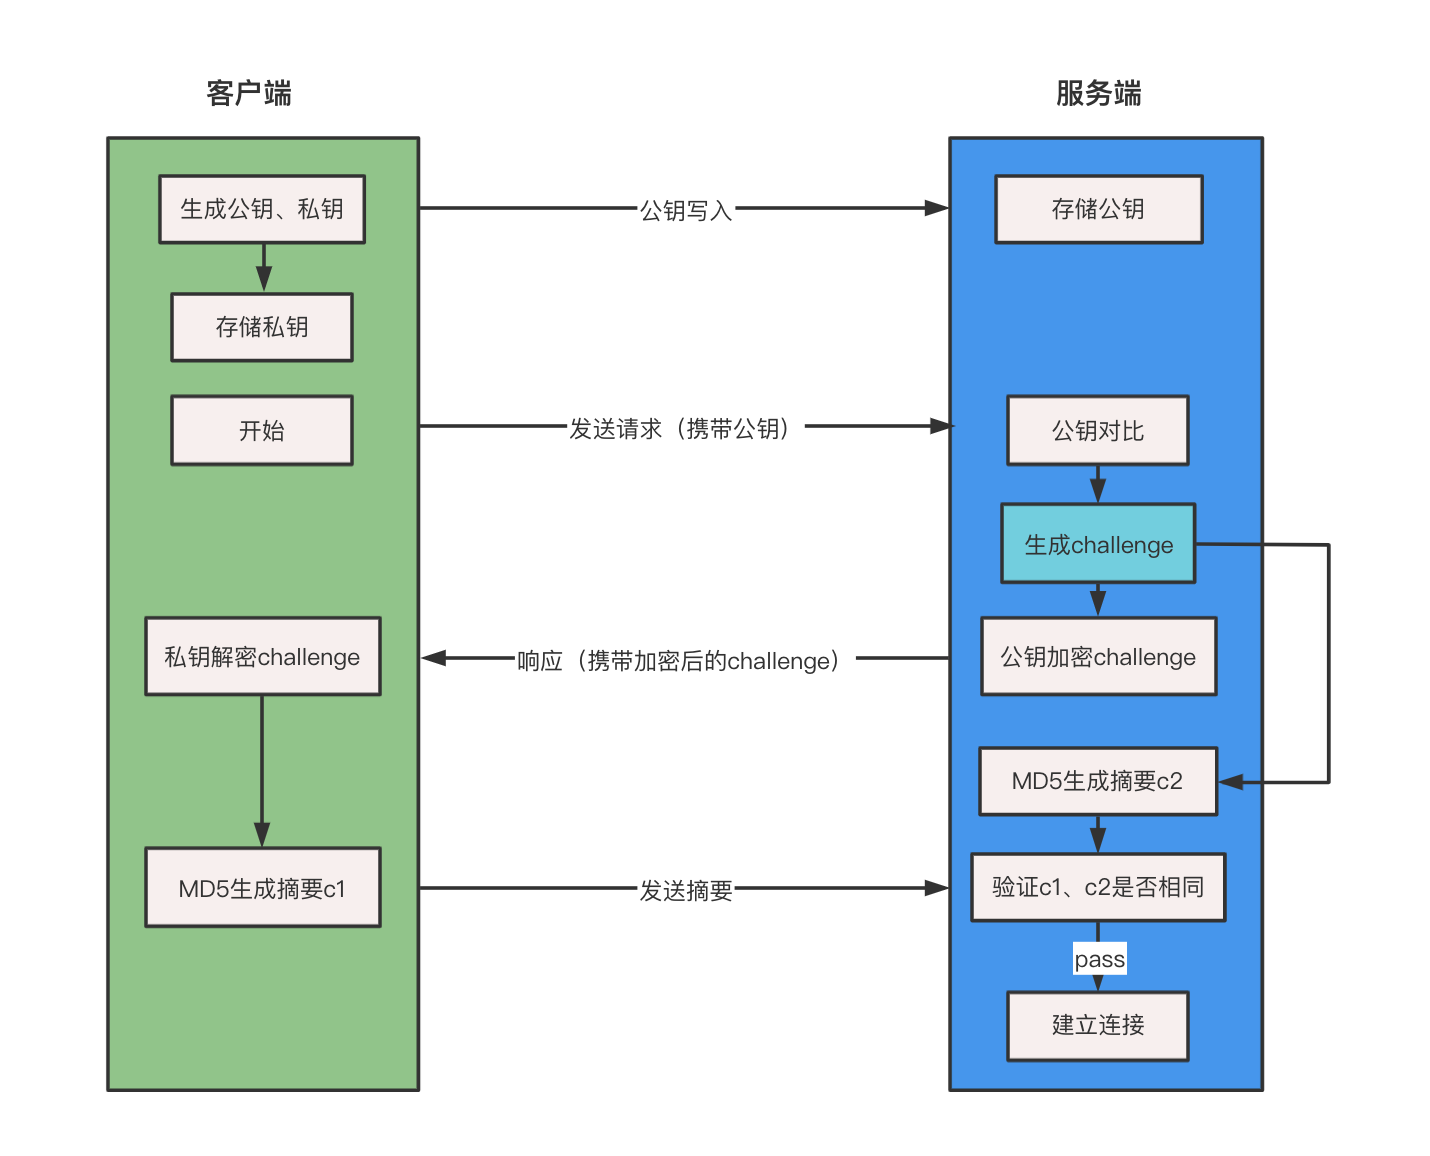 客户端
服务端
生成公钥、私钥
公钥写入
存储公钥
存储私钥
开始
发送请求（携带公钥）
公钥对比
生成challenge
私钥解密challenge
响应（携带加密后的challenge）
公钥加密challenge
MD5生成摘要c2
MD5生成摘要c1
发送摘要
验证c1、c2是否相同
pass
建立连接